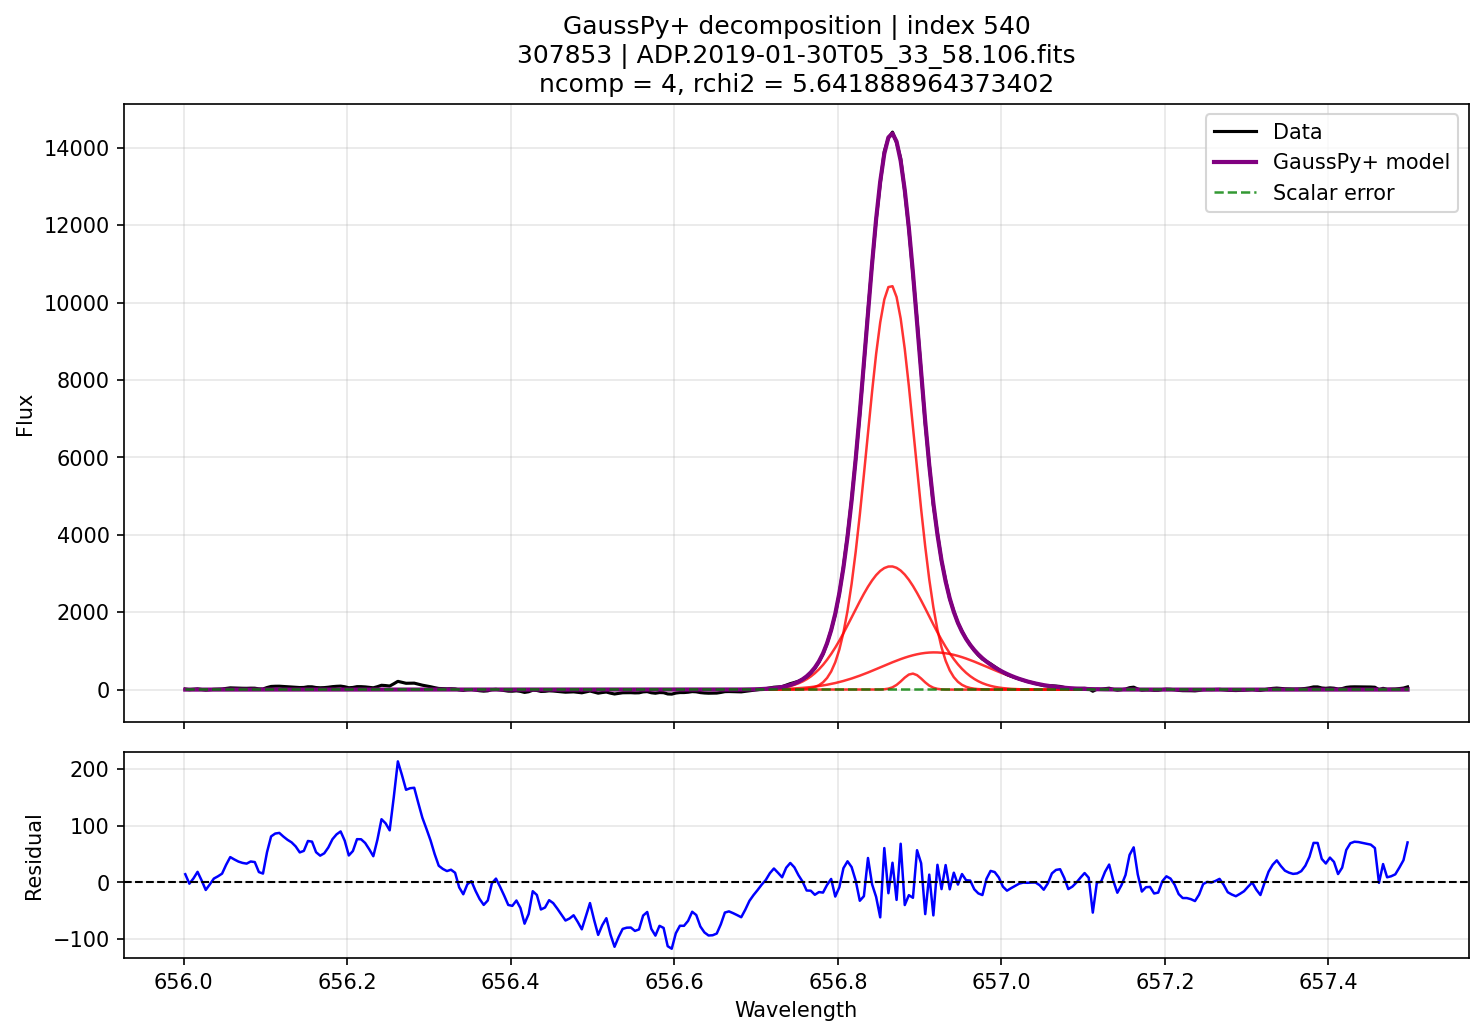 GaussPy+ decomposition | index 540
307853 | ADP.2019-01-30T05_33_58.106.fits
ncomp = 4, rchi2 = 5.641888964373402
Data
GaussPy+ model
Scalar error
Flux
14000
12000
10000
8000
6000
4000
2000
0
Residual
200
100
0
−100
656.0
656.2
656.4
656.6
656.8
657.0
657.2
657.4
Wavelength